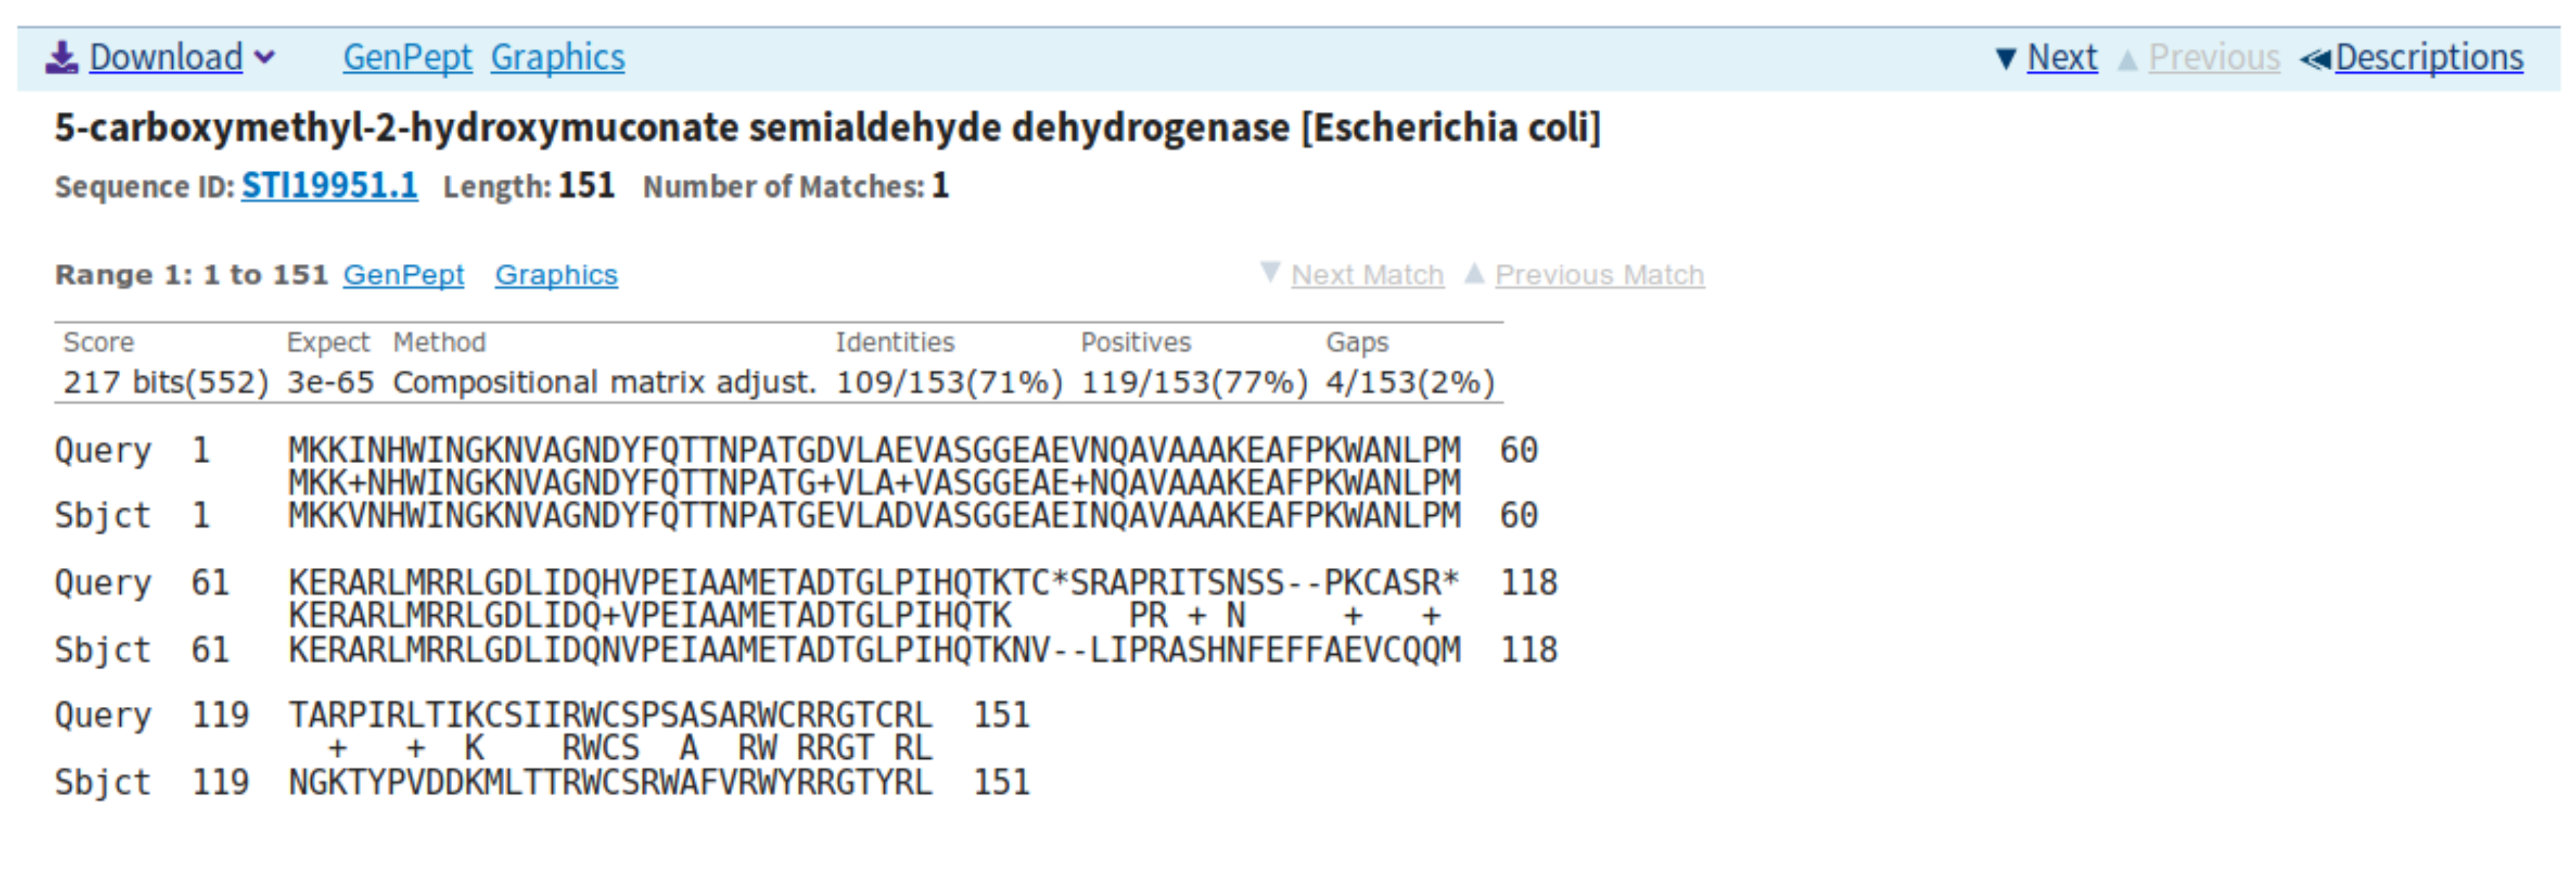 Download GenPept Graphics ▼ Next ▲ Previous ≪Descriptions
5-carboxymethyl-2-hydroxymuconate semialdehyde dehydrogenase [Escherichia coli]
Sequence ID: STI19951.1 Length: 151 Number of Matches: 1
Range 1: 1 to 151 GenPept Graphics ▼ Next Match ▲ Previous Match
Score Expect Method Identities Positives Gaps
217 bits(552) 3e-65 Compositional matrix adjust. 109/153(71%) 119/153(77%) 4/153(2%)
Query  1    MKKINHWINGKNVAGNDYFQTTNPATGDVLAEVASGGEAEVNQAVAAAKEAFPKWANLPM  60
            MKK+NHWINGKNVAGNDYFQTTNPATG+VLA+VASGGEAE+NQAVAAAKEAFPKWANLPM
Sbjct  1    MKKVNHWINGKNVAGNDYFQTTNPATGEVLADVASGGEAEINQAVAAAKEAFPKWANLPM  60
Query  61   KERARLMRRLGDLIDQHVPEIAAMETADTGLPIHQTKTC*SRAPRITSNSS--PKCASR*  118
            KERARLMRRLGDLIDQ+VPEIAAMETADTGLPIHQTK      PR + N     +   +
Sbjct  61   KERARLMRRLGDLIDQNVPEIAAMETADTGLPIHQTKNV--LIPRASHNFEFFAEVCQQM  118
Query  119  TARPIRLTIKCSIIRWCSPSASARWCRRGTCRL  151
              +   +  K    RWCS  A  RW RRGT RL
Sbjct  119  NGKTYPVDDKMLTTRWCSRWAFVRWYRRGTYRL  151